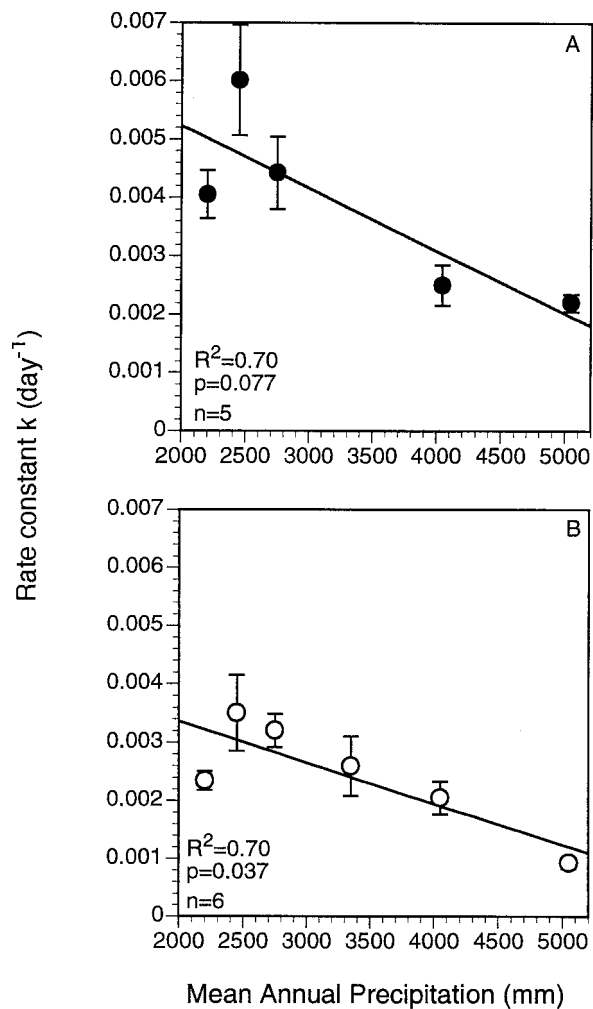 Rate constant k (day⁻¹)
A
0.007
0.006
0.005
0.004
0.003
0.002
0.001
0
R²=0.70
p=0.077
n=5
2000 2500 3000 3500 4000 4500 5000
B
0.007
0.006
0.005
0.004
0.003
0.002
0.001
0
R²=0.70
p=0.037
n=6
2000 2500 3000 3500 4000 4500 5000
Mean Annual Precipitation (mm)